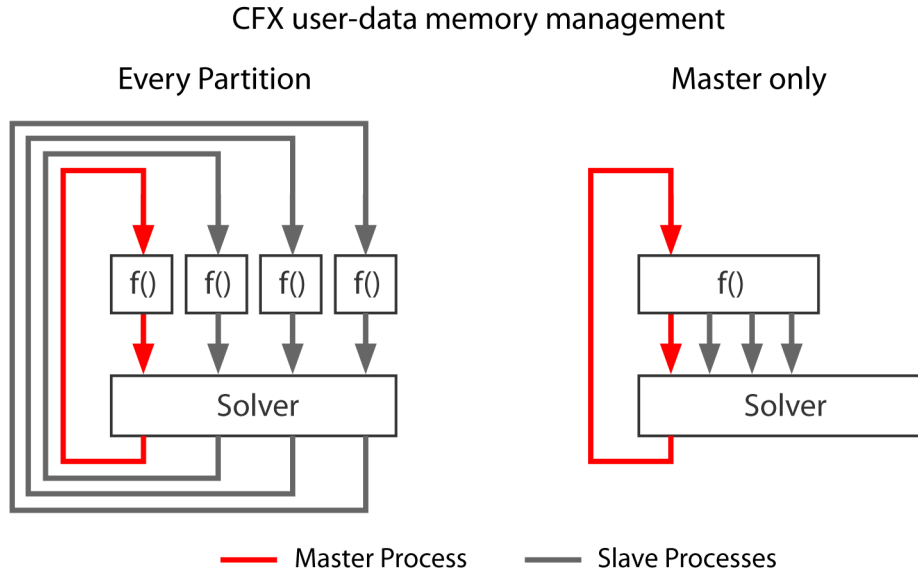 CFX user-data memory management
Every Partition
Master only
f() f() f() f()
f()
Solver
Solver
Master Process
Slave Processes